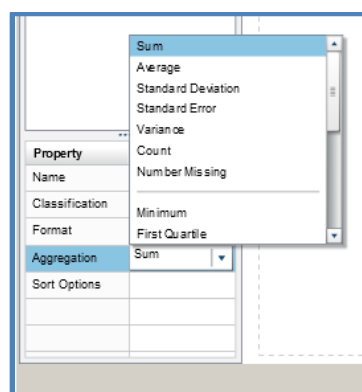 Sum
Average
Standard Deviation
Standard Error
Variance
Count
Number Missing
Minimum
First Quartile
Property
Name
Classification
Format
Aggregation Sum
Sort Options